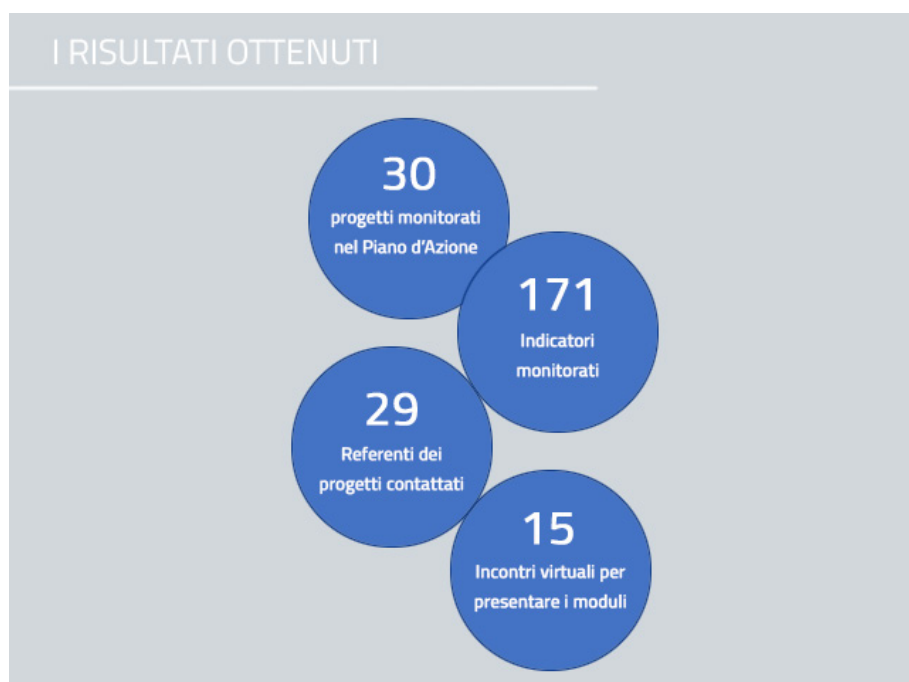 I RISULTATI OTTENUTI
30
progetti monitorati
nel Piano d'Azione
171
Indicatori
monitorati
29
Referenti dei
progetti contattati
15
Incontri virtuali per
presentare i moduli